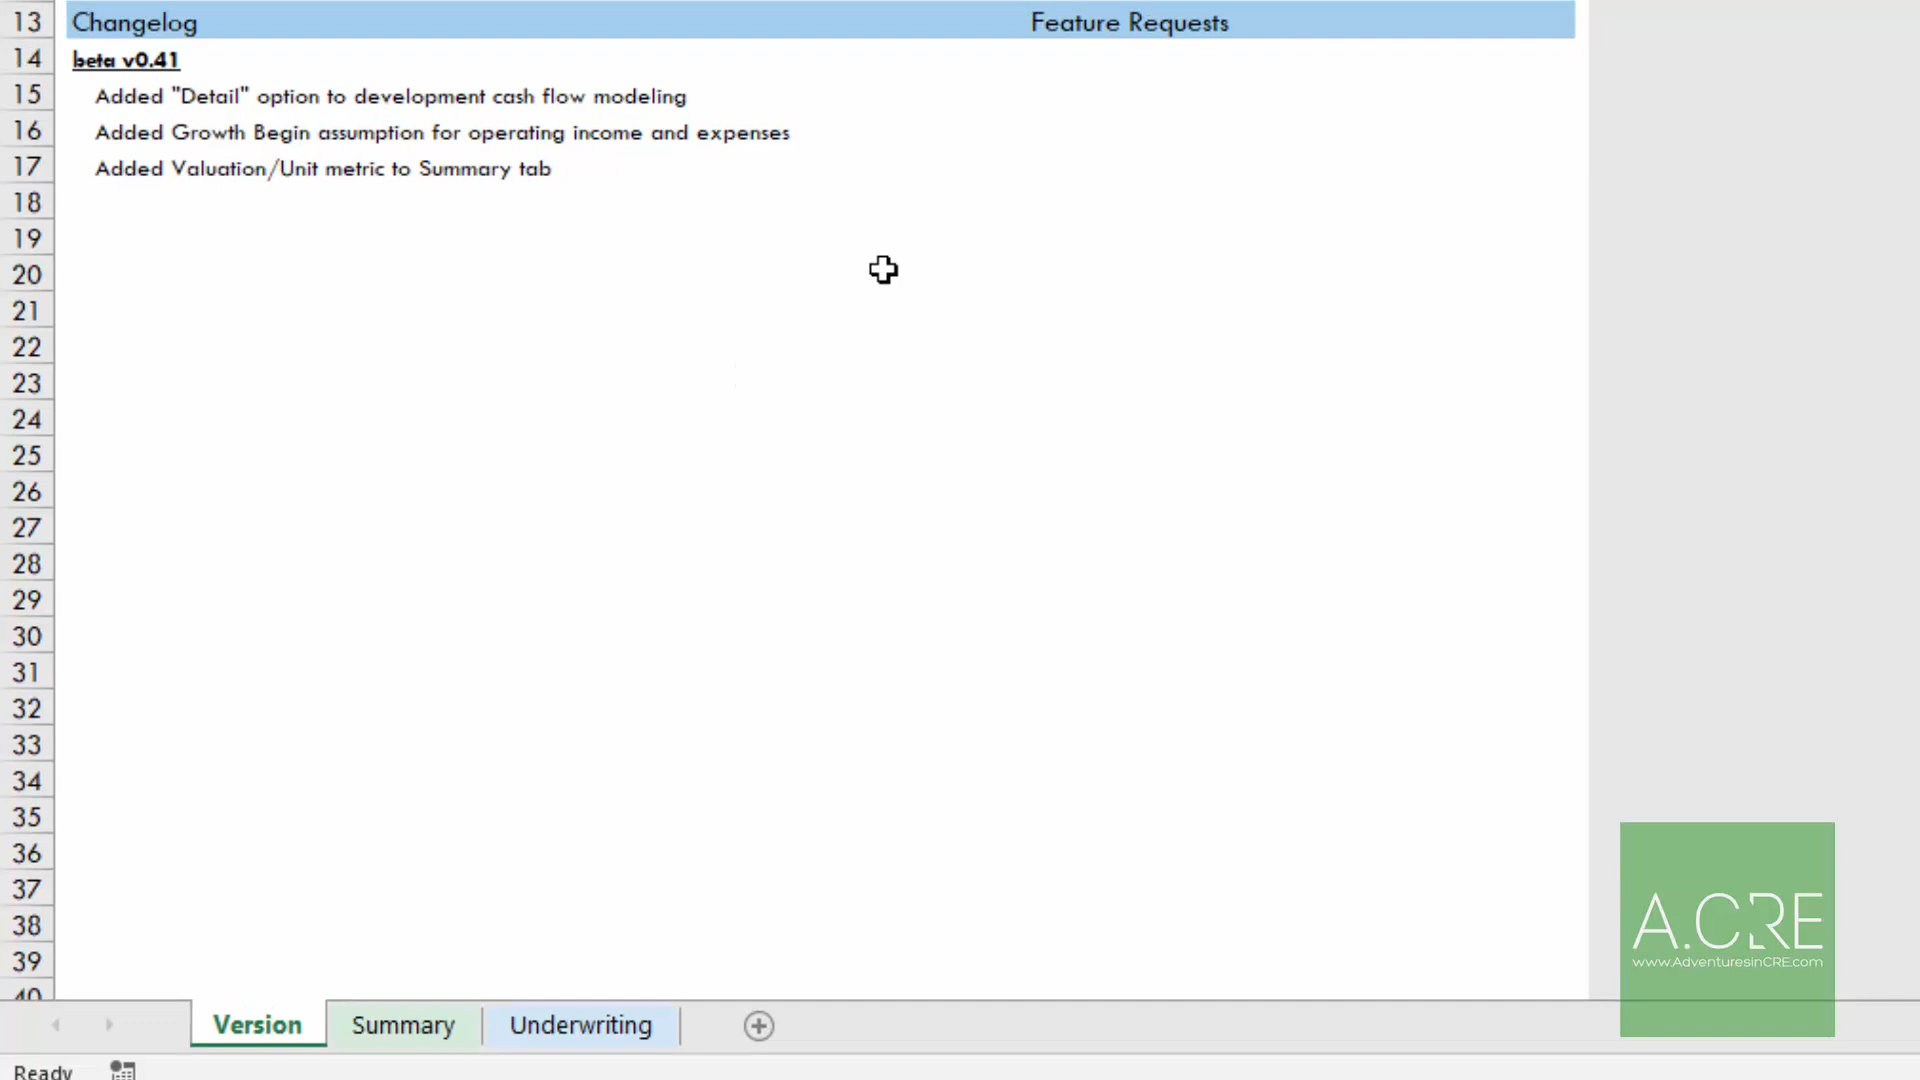 13 Changelog Feature Requests
14 beta v0.41
15 Added "Detail" option to development cash flow modeling
16 Added Growth Begin assumption for operating income and expenses
17 Added Valuation/Unit metric to Summary tab
18
19
20
21
22
23
24
25
26
27
28
29
30
31
32
33
34
35
36
37
38
39
40
A.CRE
www.AdventuresinCRE.com
Version Summary Underwriting
Ready